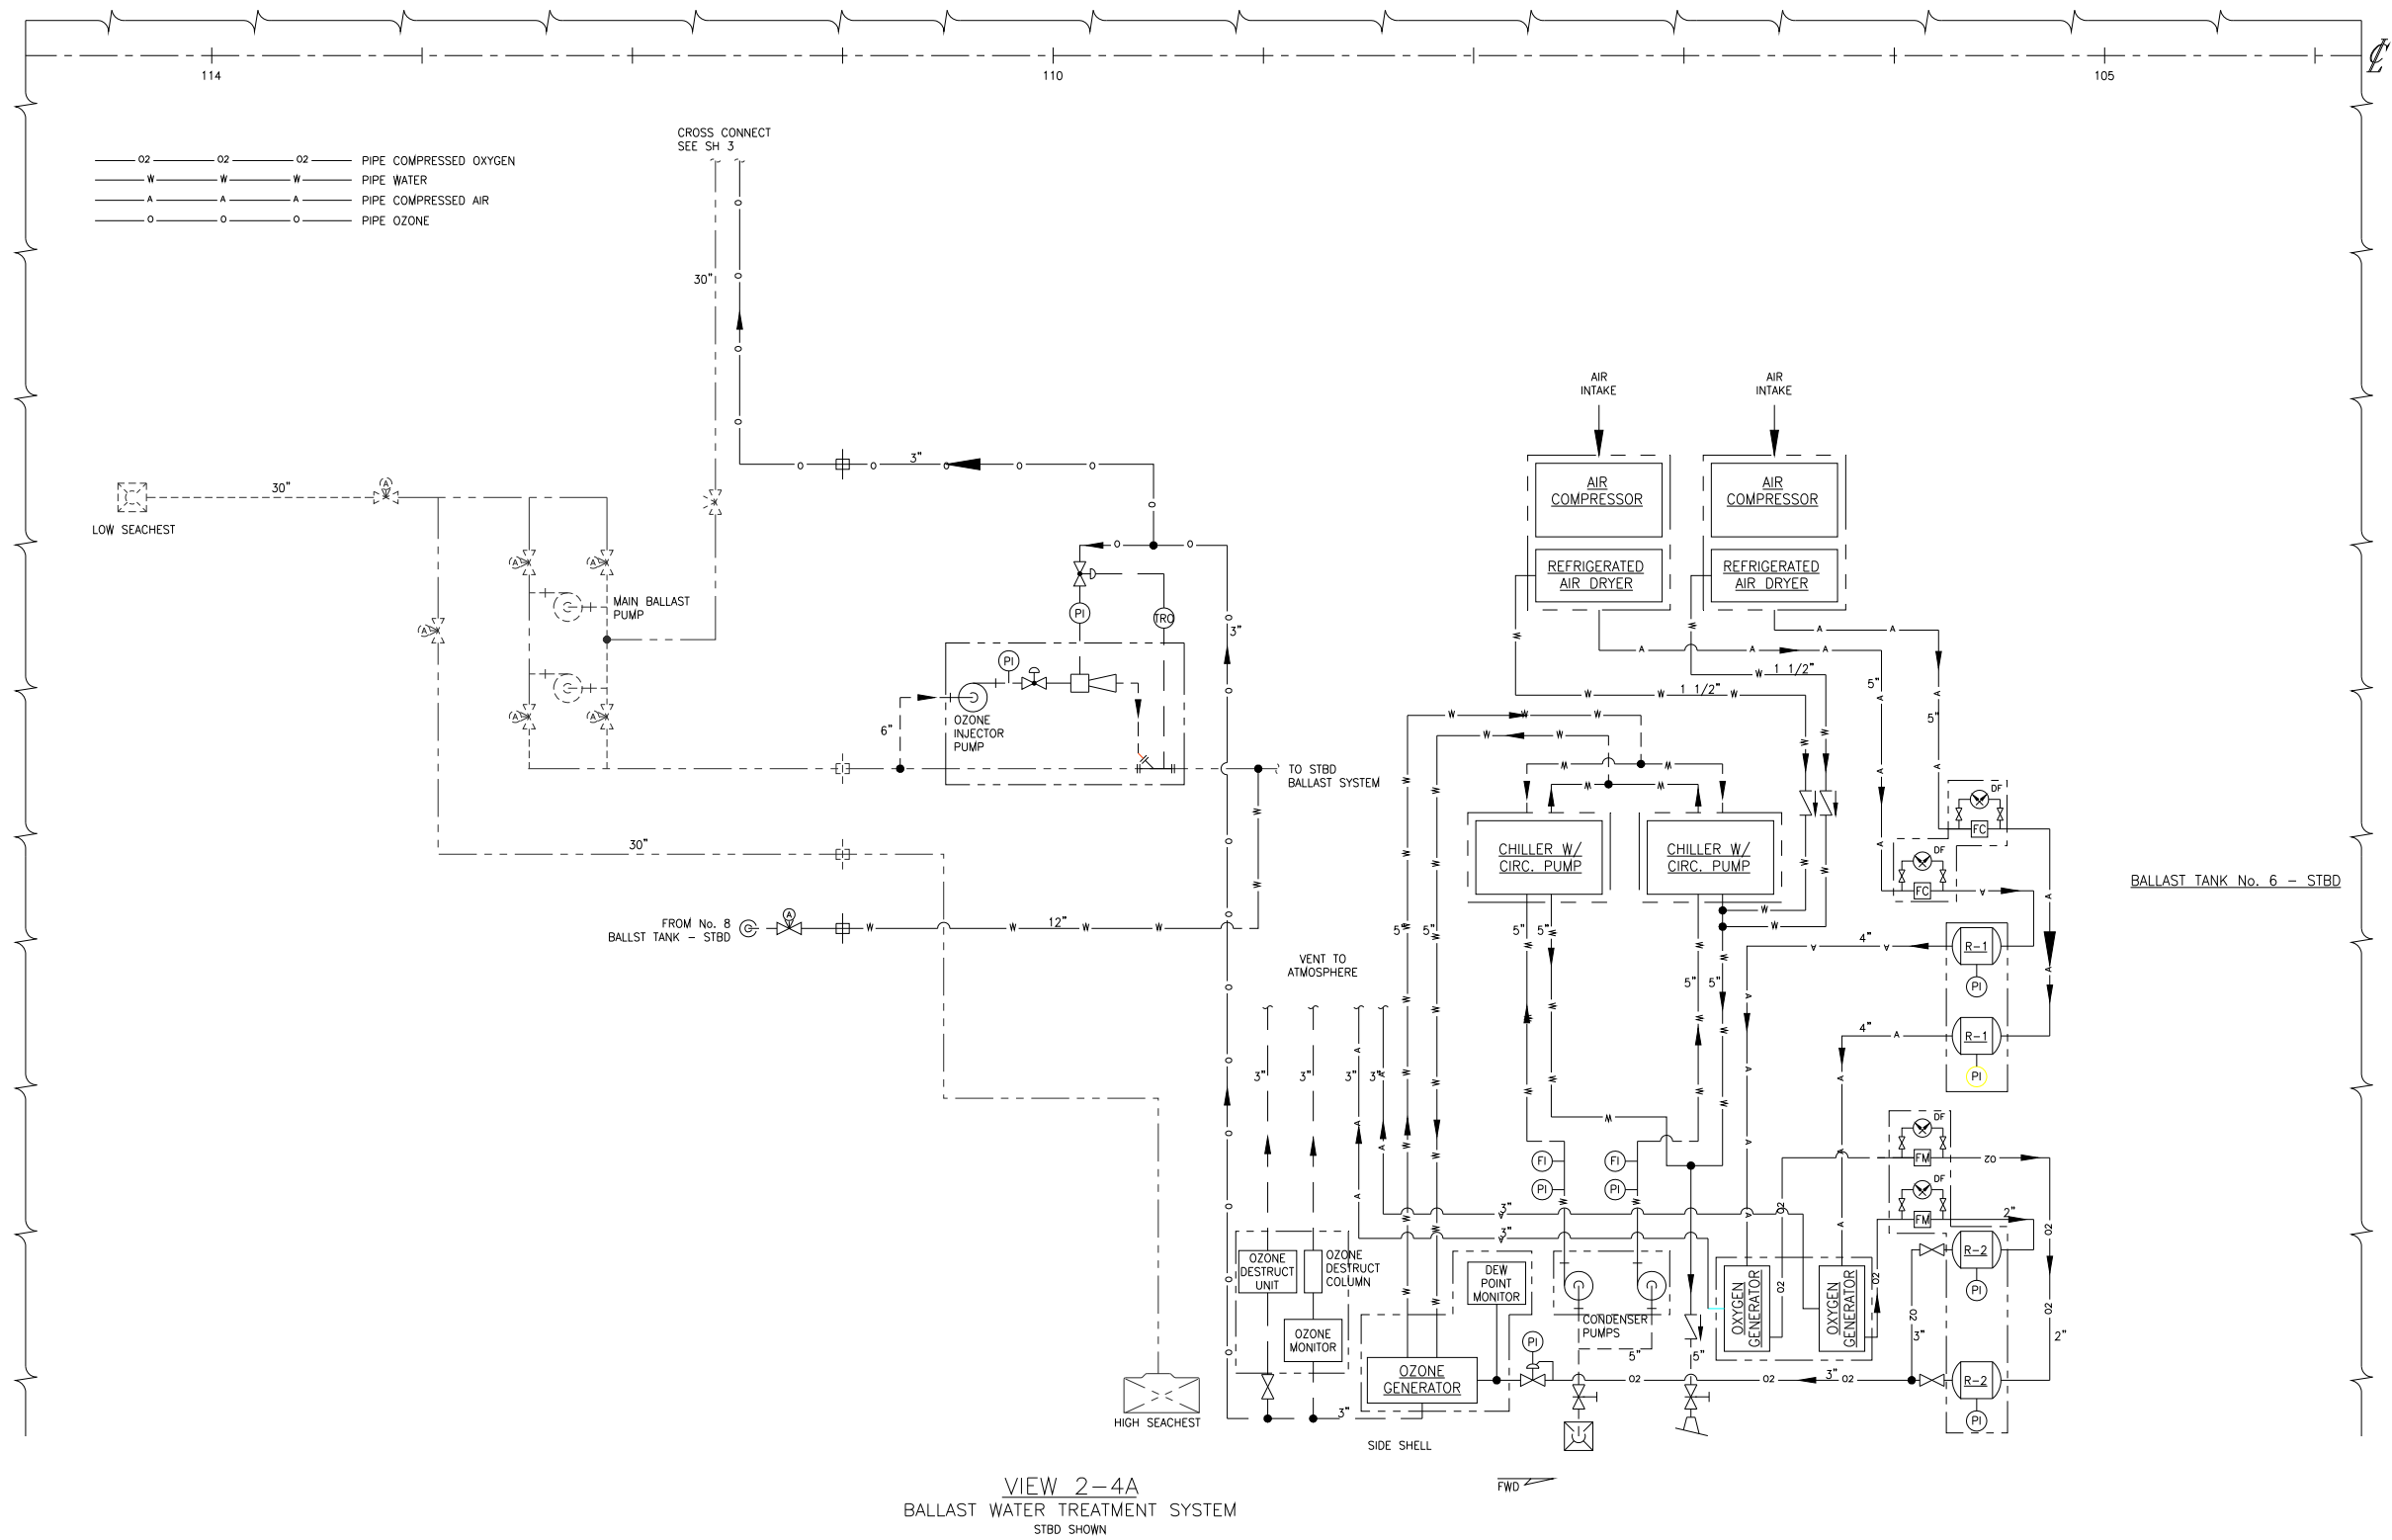 114
110
105
CROSS CONNECT
SEE SH 3
O2 O2 O2 PIPE COMPRESSED OXYGEN
W W W PIPE WATER
A A A PIPE COMPRESSED AIR
O O O PIPE OZONE
30"
O
O
O
O
AIR
INTAKE
AIR
INTAKE
O O 3" O O O
AIR
COMPRESSOR
AIR
COMPRESSOR
30"
A
LOW SEACHEST
O
O O
A
A
REFRIGERATED
AIR DRYER
REFRIGERATED
AIR DRYER
MAIN BALLAST
PUMP
A
PI
TRO
O
3"
W
W
A A
A A A
PI
W 1 1/2"
W W 1 1/2" W
5"
A
A
5"
O
A
A
6"
OZONE
INJECTOR
PUMP
W W W
W W
TO STBD
BALLAST SYSTEM
W W
W W
DF
FC
DF
FC
30"
CHILLER W/
CIRC. PUMP
CHILLER W/
CIRC. PUMP
BALLAST TANK No. 6 - STBD
FROM No. 8
BALLST TANK - STBD
A
W 12" W W W
5" 5"
5" 5"
W
W
A
4"
A A
R-1
PI
VENT TO
ATMOSPHERE
5" 5"
4"
A
R-1
PI
3" 3" 3" 3"
W
DF
FM
O2
DF
FM
2"
FI
PI
FI
PI
3"
A
3"
A
R-2
PI
OZONE
DESTRUCT
UNIT
OZONE
DESTRUCT
COLUMN
DEW
POINT
MONITOR
OXYGEN
GENERATOR
OXYGEN
GENERATOR
O2
O2
O2
O2
O2
3"
2"
OZONE
MONITOR
CONDENSER
PUMPS
PI
5"
5"
OZONE
GENERATOR
O2 O2 3" O2
R-2
PI
3"
HIGH SEACHEST
SIDE SHELL
FWD
VIEW 2-4A
BALLAST WATER TREATMENT SYSTEM
STBD SHOWN